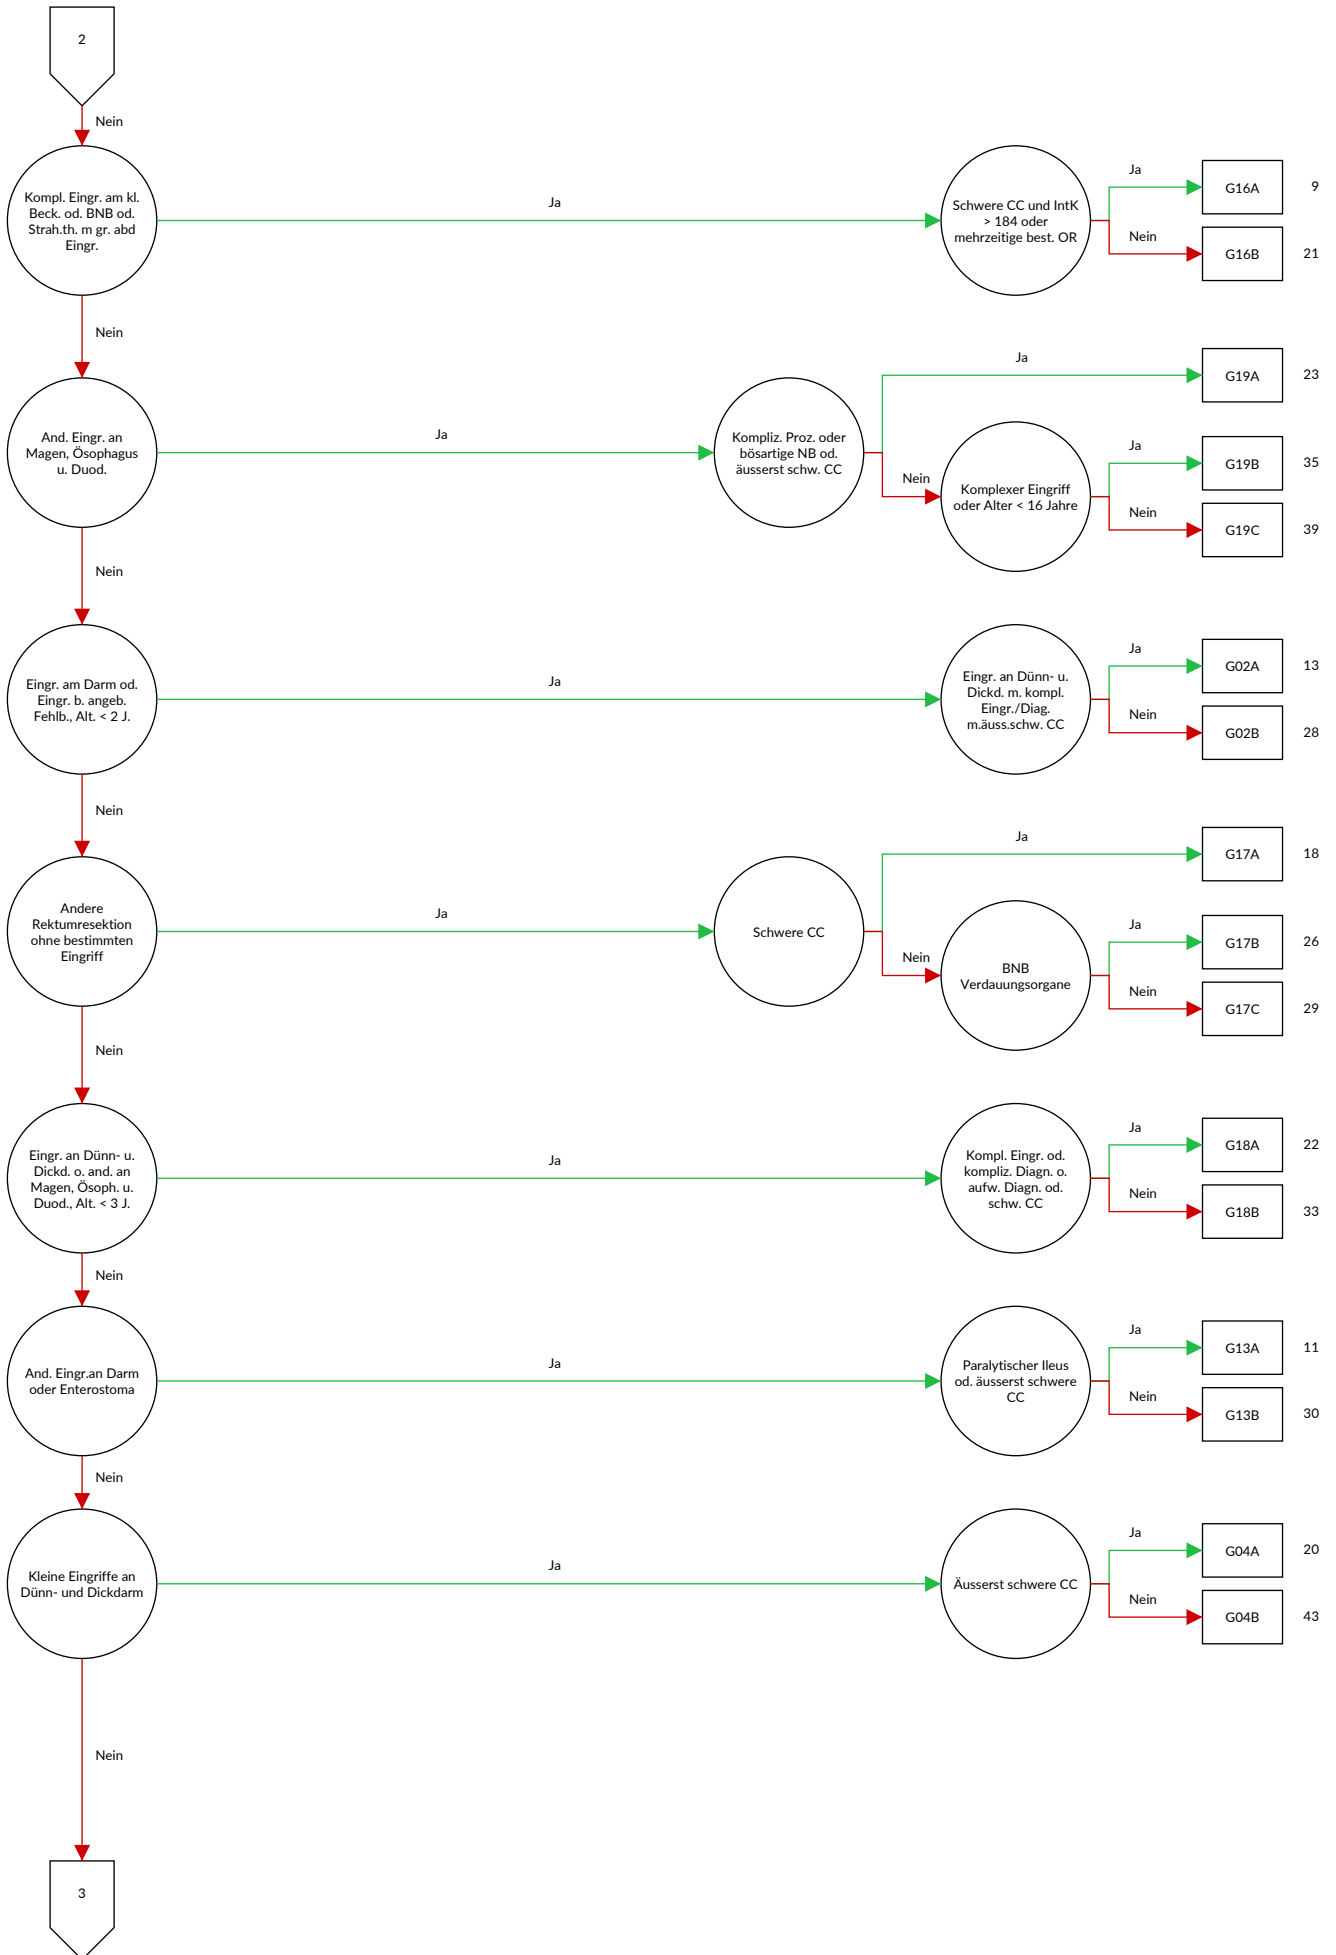 2
Nein
Kompl. Eingr. am kl.
Beck. od. BNB od.
Strah.th. m gr. abd
Eingr.
Ja
Schwere CC und IntK
> 184 oder
mehrzeitige best. OR
Ja
G16A
9
Nein
G16B
21
Nein
And. Eingr. an
Magen, Ösophagus
u. Duod.
Ja
Kompliz. Proz. oder
bösartige NB od.
äusserst schw. CC
Ja
G19A
23
Nein
Komplexer Eingriff
oder Alter < 16 Jahre
Ja
G19B
35
Nein
G19C
39
Nein
Eingr. am Darm od.
Eingr. b. angeb.
Fehlb., Alt. < 2 J.
Ja
Eingr. an Dünn- u.
Dickd. m. kompl.
Eingr./Diag.
m.äuss.schw. CC
Ja
G02A
13
Nein
G02B
28
Nein
Andere
Rektumresektion
ohne bestimmten
Eingriff
Ja
Schwere CC
Ja
G17A
18
Nein
BNB
Verdauungsorgane
Ja
G17B
26
Nein
G17C
29
Nein
Eingr. an Dünn- u.
Dickd. o. and. an
Magen, Ösoph. u.
Duod., Alt. < 3 J.
Ja
Kompl. Eingr. od.
kompliz. Diagn. o.
aufw. Diagn. od.
schw. CC
Ja
G18A
22
Nein
G18B
33
Nein
And. Eingr.an Darm
oder Enterostoma
Ja
Paralytischer Ileus
od. äusserst schwere
CC
Ja
G13A
11
Nein
G13B
30
Nein
Kleine Eingriffe an
Dünn- und Dickdarm
Ja
Äusserst schwere CC
Ja
G04A
20
Nein
G04B
43
Nein
3